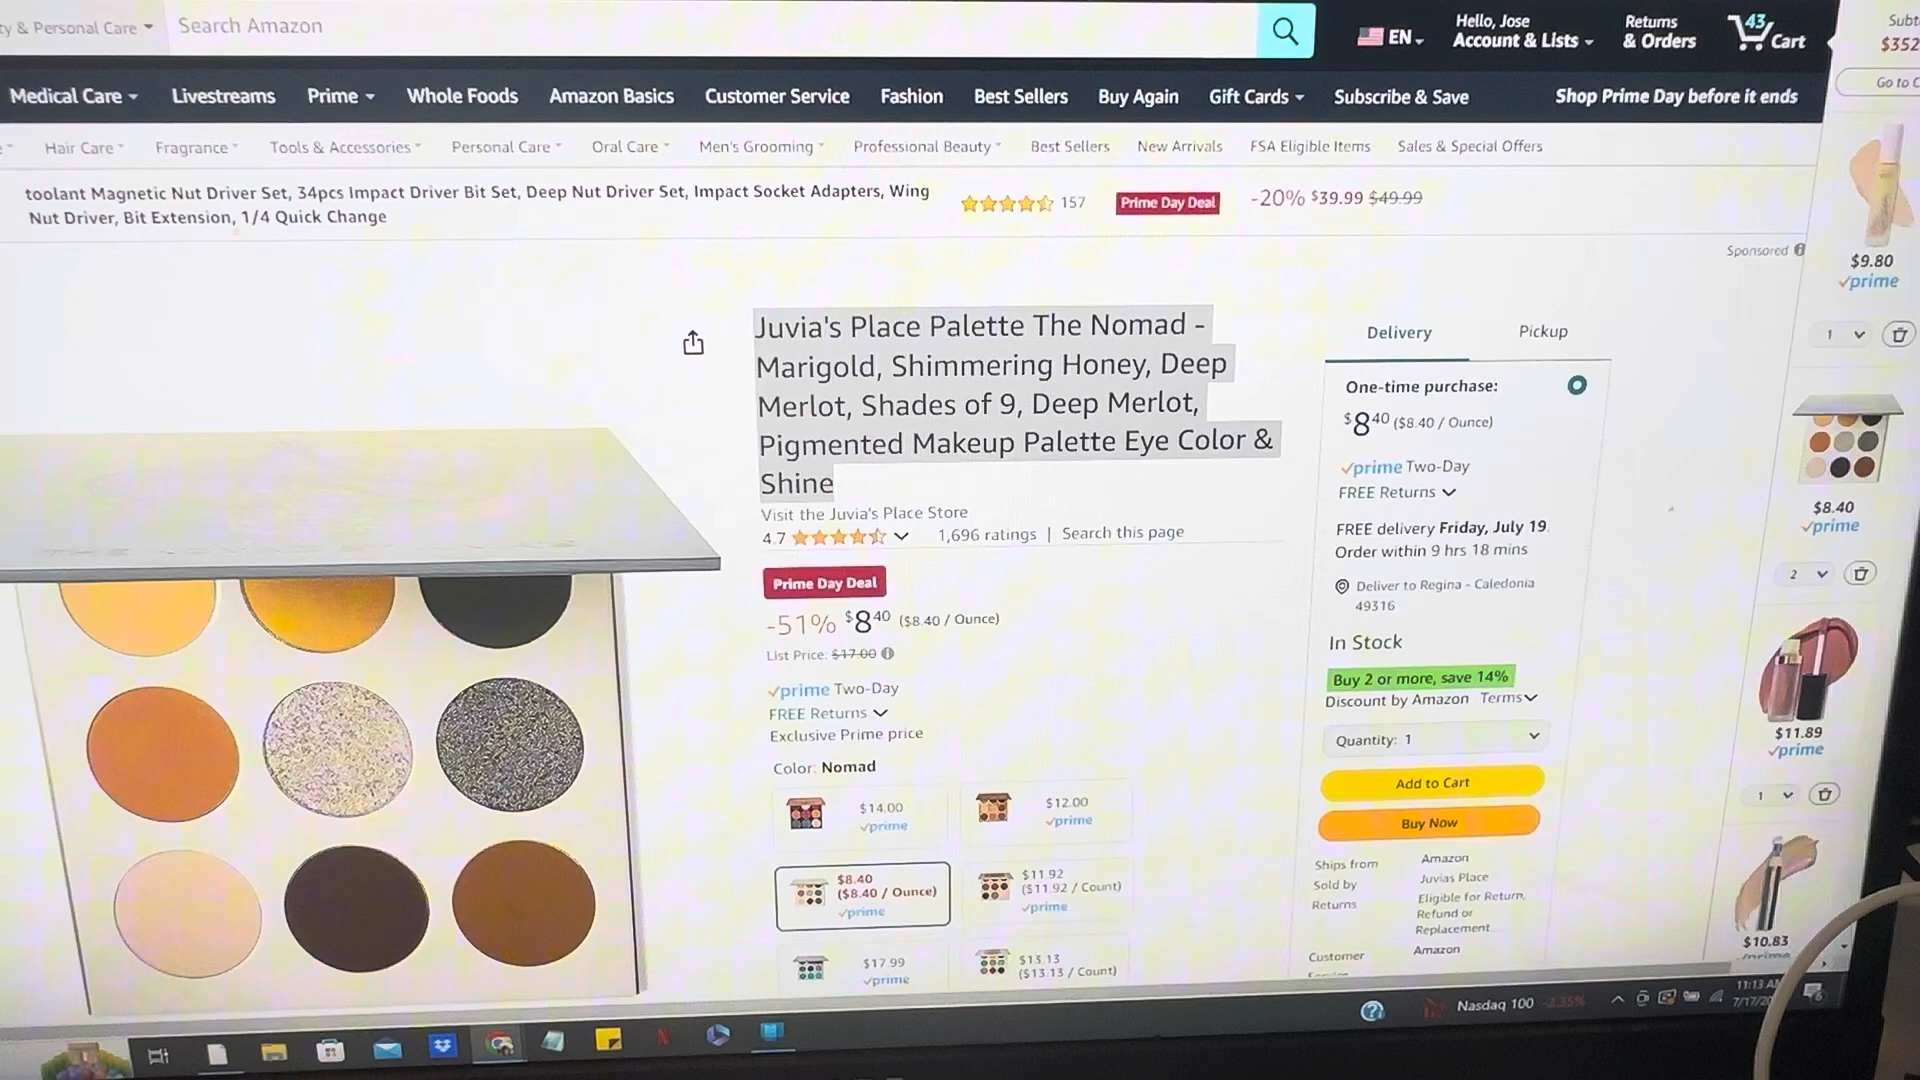 & Personal Care
Search Amazon
EN
Hello, Jose
Account & Lists
Returns
& Orders
43
Cart
$352
Go to
Medical Care
Livestreams
Prime
Whole Foods
Amazon Basics
Customer Service
Fashion
Best Sellers
Buy Again
Gift Cards
Subscribe & Save
Shop Prime Day before it ends
Hair Care
Fragrance
Tools & Accessories
Personal Care
Oral Care
Men's Grooming
Professional Beauty
Best Sellers
New Arrivals
FSA Eligible Items
Sales & Special Offers
toolant Magnetic Nut Driver Set, 34pcs Impact Driver Bit Set, Deep Nut Driver Set, Impact Socket Adapters, Wing
Nut Driver, Bit Extension, 1/4 Quick Change
157
Prime Day Deal
-20% $39.99 $49.99
Sponsored
Juvia's Place Palette The Nomad -
Marigold, Shimmering Honey, Deep
Merlot, Shades of 9, Deep Merlot,
Pigmented Makeup Palette Eye Color &
Shine
Visit the Juvia's Place Store
4.7
1,696 ratings | Search this page
Prime Day Deal
-51% $8 40 ($8.40 / Ounce)
List Price: $17.00
prime Two-Day
FREE Returns
Exclusive Prime price
Color: Nomad
$14.00
prime
$12.00
prime
$8.40
($8.40 / Ounce)
prime
$11.92
($11.92 / Count)
prime
$17.99
prime
$13.13
($13.13 / Count)
Delivery
Pickup
One-time purchase:
$8 40 ($8.40 / Ounce)
prime Two-Day
FREE Returns
FREE delivery Friday, July 19.
Order within 9 hrs 18 mins
Deliver to Regina - Caledonia
49316
In Stock
Buy 2 or more, save 14%
Discount by Amazon Terms
Quantity: 1
Add to Cart
Buy Now
Ships from
Amazon
Sold by
Juvias Place
Returns
Eligible for Return,
Refund or
Replacement
Customer
Amazon
$9.80
prime
1
$8.40
prime
2
$11.89
prime
1
$10.83
Nasdaq 100 -2.35%
11:13 AM